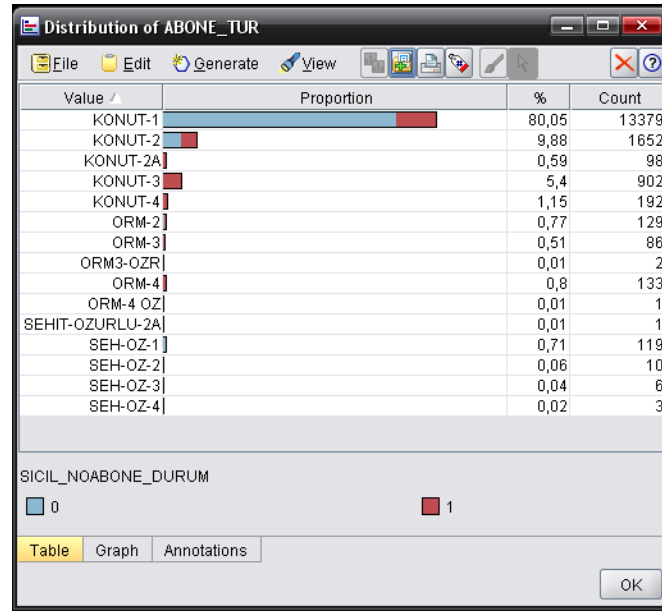 Distribution of ABONE_TUR
File Edit Generate View
Value Proportion % Count
KONUT-1 80,05 13379
KONUT-2 9,88 1652
KONUT-2A 0,59 98
KONUT-3 5,4 902
KONUT-4 1,15 192
ORM-2 0,77 129
ORM-3 0,51 86
ORM3-OZR 0,01 2
ORM-4 0,8 133
ORM-4 OZ 0,01 1
SEHIT-OZURLU-2A 0,01 1
SEH-OZ-1 0,71 119
SEH-OZ-2 0,06 10
SEH-OZ-3 0,04 6
SEH-OZ-4 0,02 3
SICIL_NOABONE_DURUM
0 1
Table Graph Annotations
OK